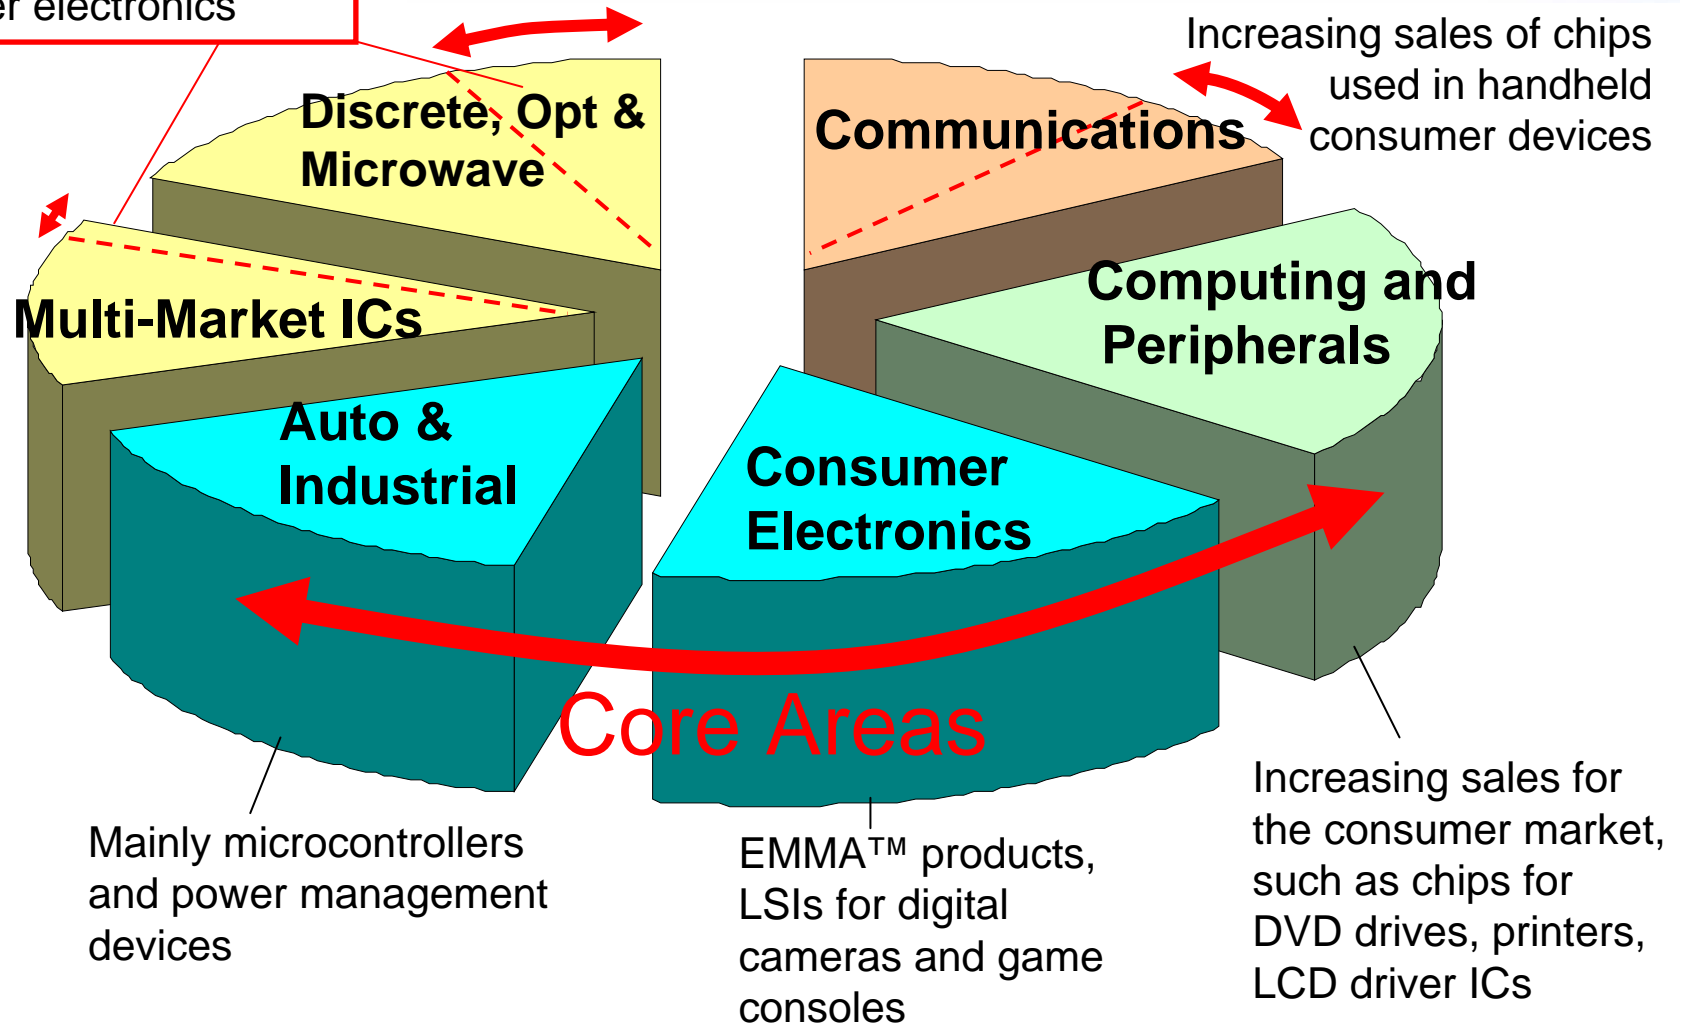 electronics
Increasing sales of chips
used in handheld
consumer devices
Discrete, Opt &
Microwave
Communications
Multi-Market ICs
Computing and
Peripherals
Auto &
Industrial
Consumer
Electronics
Core Areas
Mainly microcontrollers
and power management
devices
EMMA™ products,
LSIs for digital
cameras and game
consoles
Increasing sales for
the consumer market,
such as chips for
DVD drives, printers,
LCD driver ICs